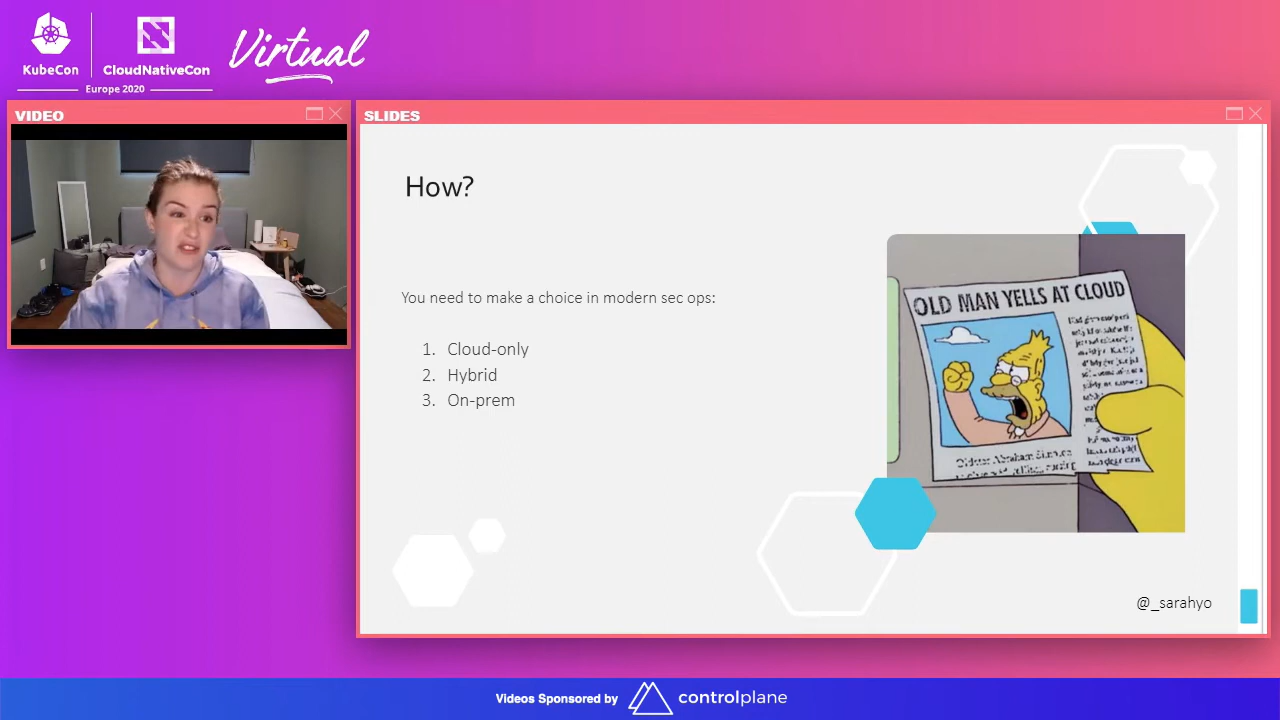 KubeCon
CloudNativeCon
Europe 2020
Virtual
VIDEO
SLIDES
How?
You need to make a choice in modern sec ops:
1. Cloud-only
2. Hybrid
3. On-prem
OLD MAN YELLS AT CLOUD
@_sarahyo
Videos Sponsored by
controlplane